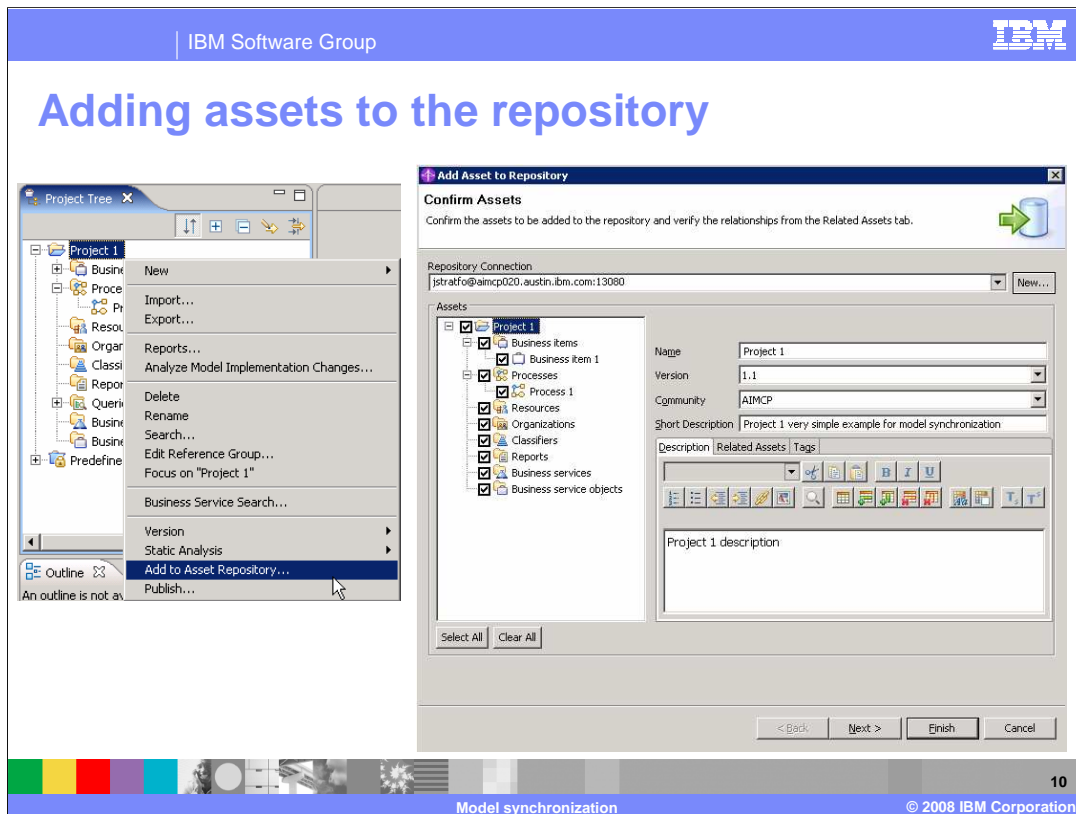 IBM Software Group
IBM
Adding assets to the repository
Project Tree
Project 1
Busine
Proce
Pr
Resou
Organ
Classi
Repor
Queri
Busine
Busine
Predefine
Outline
An outline is not av
New
Import...
Export...
Reports...
Analyze Model Implementation Changes...
Delete
Rename
Search...
Edit Reference Group...
Focus on "Project 1"
Business Service Search...
Version
Static Analysis
Add to Asset Repository...
Publish...
Add Asset to Repository
Confirm Assets
Confirm the assets to be added to the repository and verify the relationships from the Related Assets tab.
Repository Connection
jstratfo@aimcp020.austin.ibm.com:13080
New...
Assets
Project 1
Business items
Business item 1
Processes
Process 1
Resources
Organizations
Classifiers
Reports
Business services
Business service objects
Name Project 1
Version 1.1
Community AIMCP
Short Description Project 1 very simple example for model synchronization
Description Related Assets Tags
B I U
Project 1 description
Select All Clear All
< Back Next > Finish Cancel
10
Model synchronization © 2008 IBM Corporation